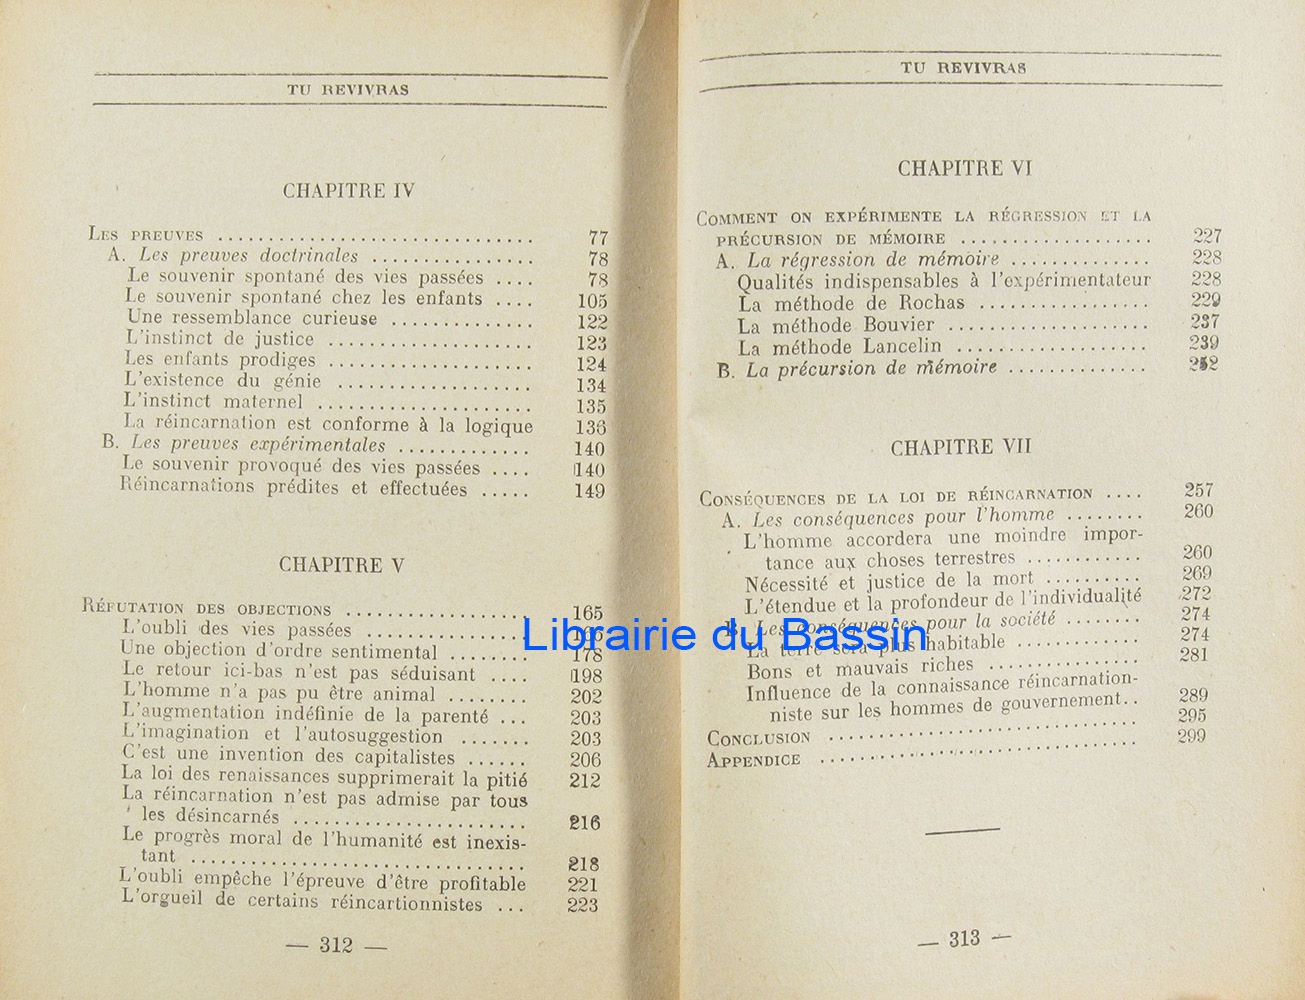 TU REVIVRAS
CHAPITRE IV
LES PREUVES ................................ 77
A. Les preuves doctrinales ................ 78
Le souvenir spontané des vies passées .... 78
Le souvenir spontané chez les enfants .... 105
Une ressemblance curieuse .............. 122
L'instinct de justice .................... 123
Les enfants prodiges .................... 124
L'existence du génie .................. 134
L'instinct maternel ..................... 135
La réincarnation est conforme à la logique 136
B. Les preuves expérimentales ............. 140
Le souvenir provoqué des vies passées .... 140
Réincarnations prédites et effectuées ..... 149
CHAPITRE V
RÉFUTATION DES OBJECTIONS .................. 165
L'oubli des vies passées ................ 165
Une objection d'ordre sentimental ........ 178
Le retour ici-bas n'est pas séduisant .... 198
L'homme n'a pas pu être animal ........ 202
L'augmentation indéfinie de la parenté ... 203
L'imagination et l'autosuggestion ....... 203
C'est une invention des capitalistes ...... 206
La loi des renaissances supprimerait la pitié 212
La réincarnation n'est pas admise par tous
les désincarnés ....................... 216
Le progrès moral de l'humanité est inexis-
tant .................................. 218
L'oubli empêche l'épreuve d'être profitable 221
L'orgueil de certains réincartionnistes ... 223
— 312 —
TU REVIVRAS
CHAPITRE VI
COMMENT ON EXPÉRIMENTE LA RÉGRESSION ET LA
PRÉCURSION DE MÉMOIRE ................... 227
A. La régression de mémoire .............. 228
Qualités indispensables à l'expérimentateur 228
La méthode de Rochas ................. 229
La méthode Bouvier .................... 237
La méthode Lancelin ................... 239
B. La précursion de mémoire ..............
CHAPITRE VII
CONSÉQUENCES DE LA LOI DE RÉINCARNATION .... 257
A. Les conséquences pour l'homme ........ 260
L'homme accordera une moindre impor-
tance aux choses terrestres ............ 260
Nécessité et justice de la mort .......... 269
L'étendue et la profondeur de l'individualité 272
B. Les conséquences pour la société ........ 274
La terre sera plus habitable ............ 274
Bons et mauvais riches ............... 281
Influence de la connaissance réincarnation-
niste sur les hommes de gouvernement.. 289
CONCLUSION ............................... 295
APPENDICE ................................ 299
— 313 —
Librairie du Bassin